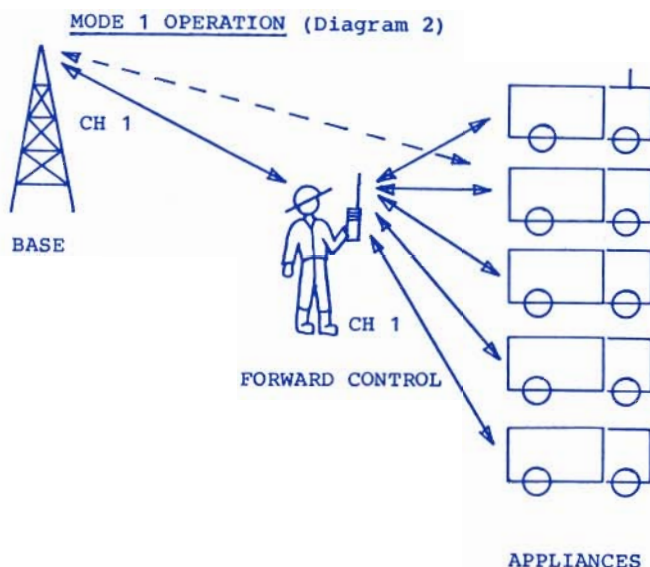 MODE 1 OPERATION (Diagram 2)
CH 1
BASE
CH 1
FORWARD CONTROL
APPLIANCES